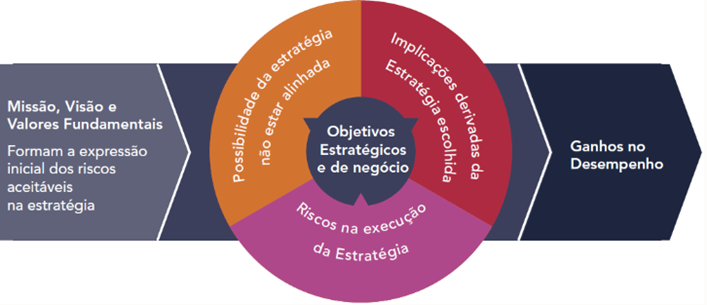 Missão, Visão e
Valores Fundamentais
Formam a expressão
inicial dos riscos
aceitáveis
na estratégia
Possibilidade da estratégia
não estar alinhada
Implicações derivadas da
Estratégia escolhida
Objetivos
Estratégicos
e de negócio
Riscos na execução
da Estratégia
Ganhos no
Desempenho